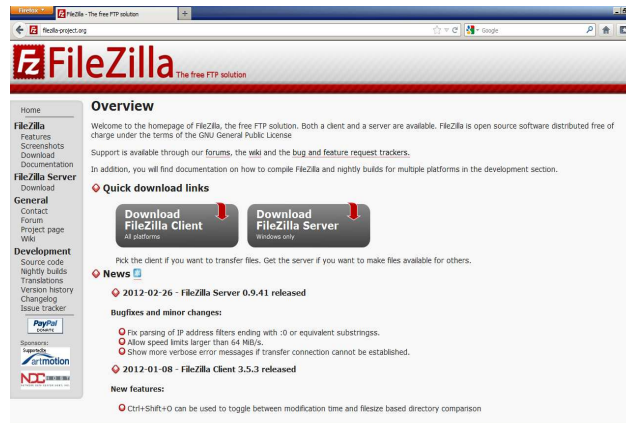 Firefox
FileZilla - The free FTP solution
filezilla-project.org
Google
FileZilla The free FTP solution
Home
FileZilla
Features
Screenshots
Download
Documentation
FileZilla Server
Download
General
Contact
Forum
Project page
Wiki
Development
Source code
Nightly builds
Translations
Version history
Changelog
Issue tracker
PayPal
DONATE
Sponsors:
Supported by
artmotion
NDC
Overview
Welcome to the homepage of FileZilla, the free FTP solution. Both a client and a server are available. FileZilla is open source software distributed free of
charge under the terms of the GNU General Public License
Support is available through our forums, the wiki and the bug and feature request trackers.
In addition, you will find documentation on how to compile FileZilla and nightly builds for multiple platforms in the development section.
Quick download links
Download
FileZilla Client
All platforms
Download
FileZilla Server
Windows only
Pick the client if you want to transfer files. Get the server if you want to make files available for others.
News
2012-02-26 - FileZilla Server 0.9.41 released
Bugfixes and minor changes:
Fix parsing of IP address filters ending with :0 or equivalent substringss.
Allow speed limits larger than 64 MiB/s.
Show more verbose error messages if transfer connection cannot be established.
2012-01-08 - FileZilla Client 3.5.3 released
New features:
Ctrl+Shift+O can be used to toggle between modification time and filesize based directory comparison